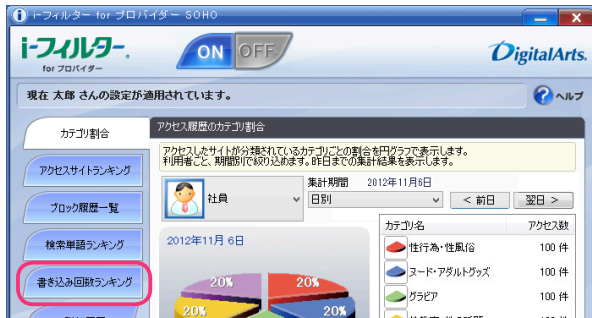 i-フィルター for プロバイダー SOHO
i-フィルター®
for プロバイダー
ON OFF
DigitalArts.
現在 太郎 さんの設定が適用されています。
ヘルプ
カテゴリ割合
アクセスサイトランキング
ブロック履歴一覧
検索単語ランキング
書き込み回数ランキング
アクセス履歴のカテゴリ割合
アクセスしたサイトが分類されているカテゴリごとの割合を円グラフで表示します。
利用者ごと、期間別で絞り込めます。昨日までの集計結果を表示します。
社員
集計期間 2012年11月6日
日別
< 前日
翌日 >
2012年11月 6日
20%
20%
20%
20%
カテゴリ名 アクセス数
性行為・性風俗 100 件
ヌード・アダルトグッズ 100 件
グラビア 100 件